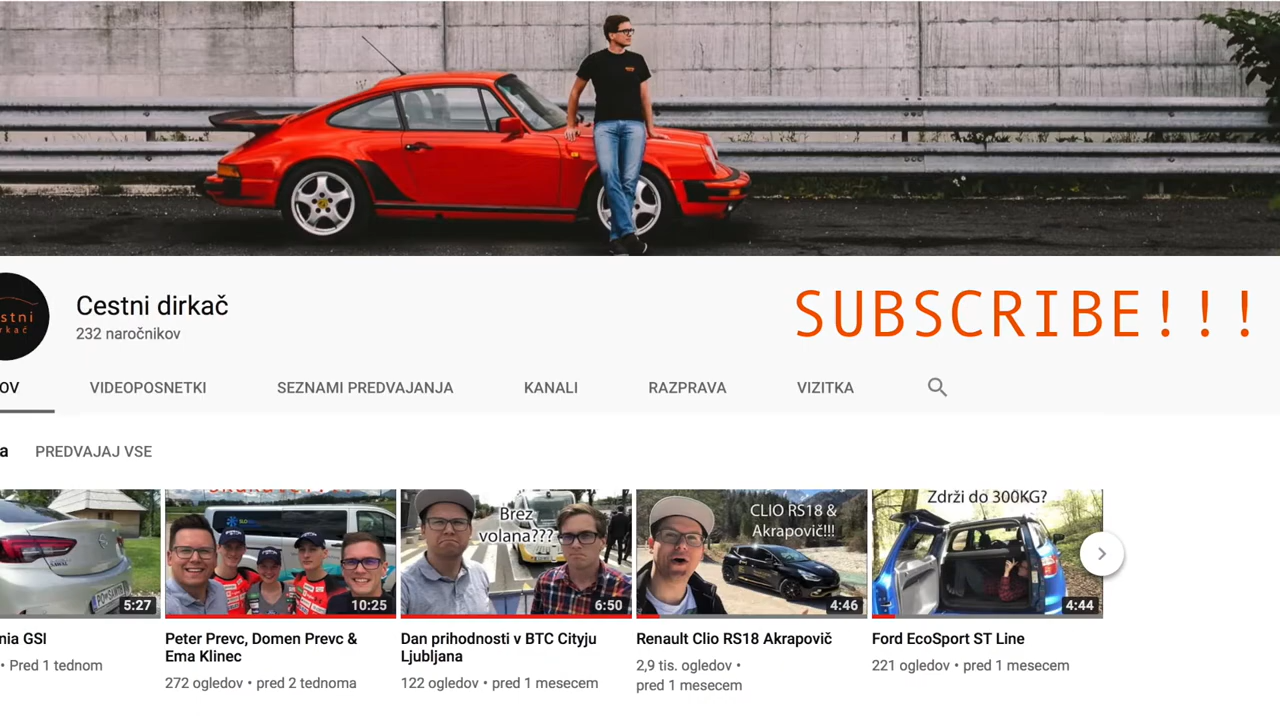 Cestni dirkač
232 naročnikov
SUBSCRIBE!!!
stni
rkač
OV
VIDEOPOSNETKI
SEZNAMI PREDVAJANJA
KANALI
RAZPRAVA
VIZITKA
a
PREDVAJAJ VSE
5:27
10:25
Brez
volana???
6:50
CLIO RS18 &
Akrapovič!!!
4:46
Zdrži do 300KG?
4:44
nia GSI
• Pred 1 tednom
Peter Prevc, Domen Prevc &
Ema Klinec
272 ogledov • pred 2 tednoma
Dan prihodnosti v BTC Cityju
Ljubljana
122 ogledov • pred 1 mesecem
Renault Clio RS18 Akrapovič
2,9 tis. ogledov •
pred 1 mesecem
Ford EcoSport ST Line
221 ogledov • pred 1 mesecem